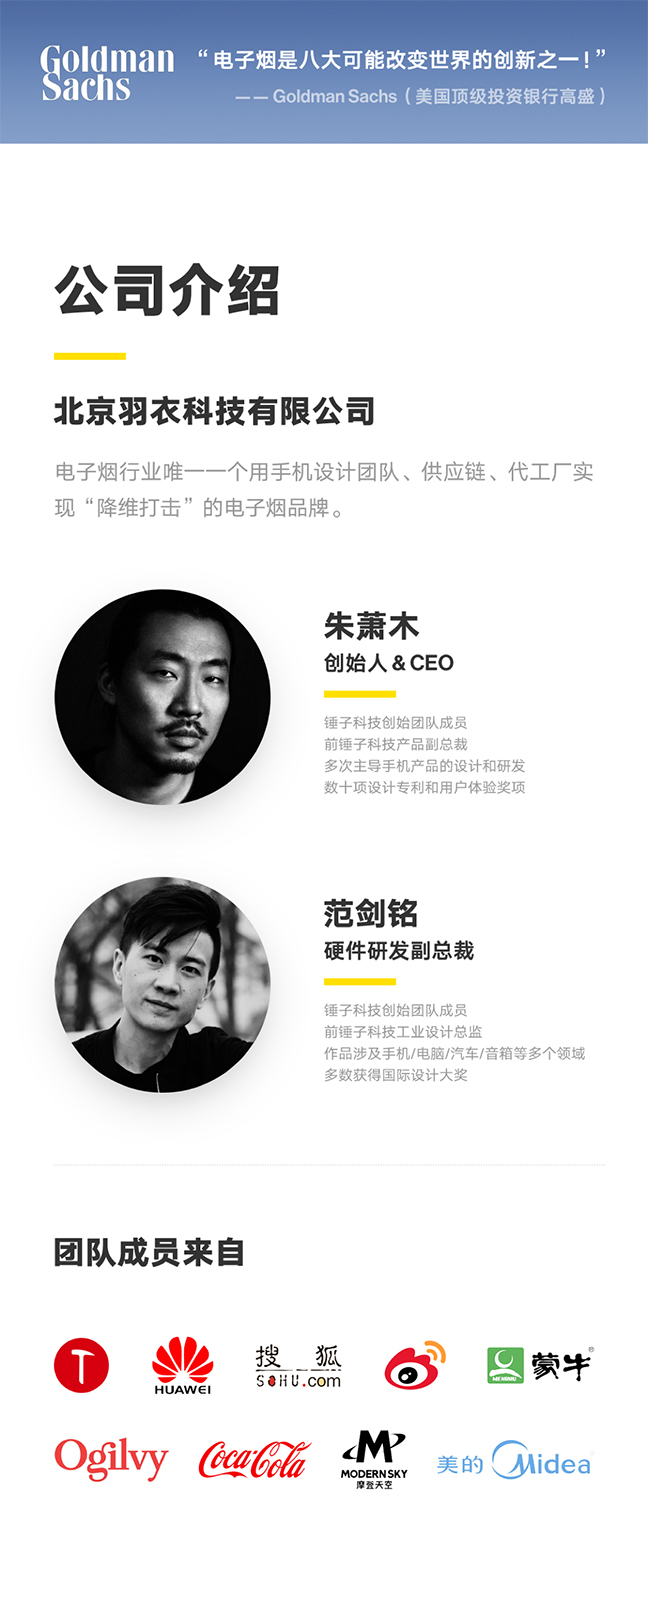 Goldman
Sachs
“电子烟是八大可能改变世界的创新之一！”
—— Goldman Sachs（美国顶级投资银行高盛）
公司介绍
北京羽衣科技有限公司
电子烟行业唯一一个用手机设计团队、供应链、代工厂实
现“降维打击”的电子烟品牌。
朱萧木
创始人 & CEO
锤子科技创始团队成员
前锤子科技产品副总裁
多次主导手机产品的设计和研发
数十项设计专利和用户体验奖项
范剑铭
硬件研发副总裁
锤子科技创始团队成员
前锤子科技工业设计总监
作品涉及手机/电脑/汽车/音箱等多个领域
多数获得国际设计大奖
团队成员来自
HUAWEI
搜狐
SOHU.com
MENGNIU
蒙牛®
Ogilvy
Coca-Cola
M
MODERNSKY
摩登天空
美的 Midea